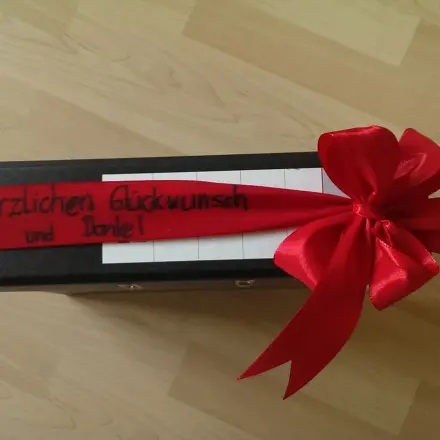 rzlichen Glückwunsch
und Danke!